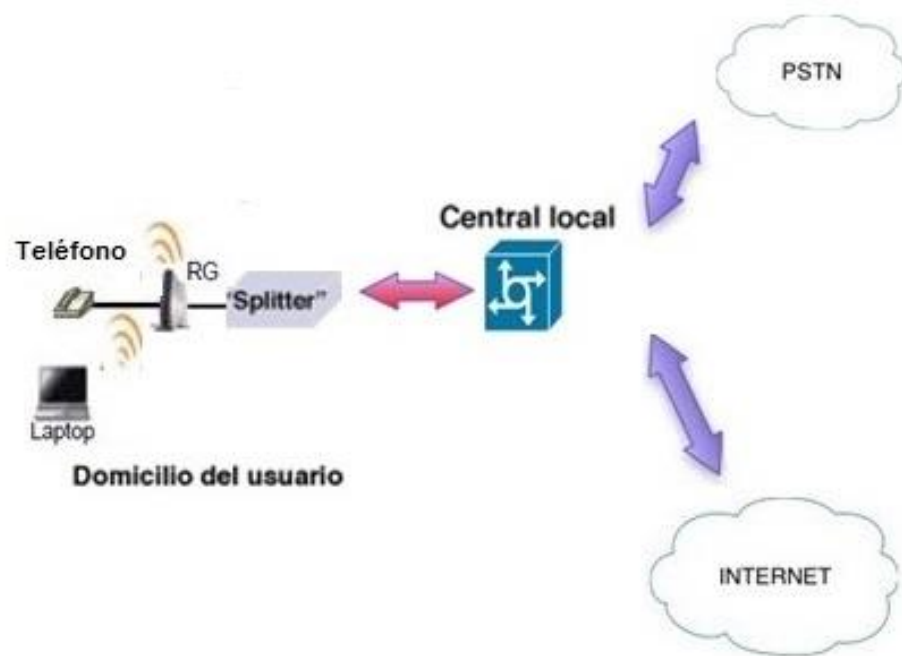 PSTN
Central local
Teléfono
RG
"Splitter"
Laptop
Domicilio del usuario
INTERNET